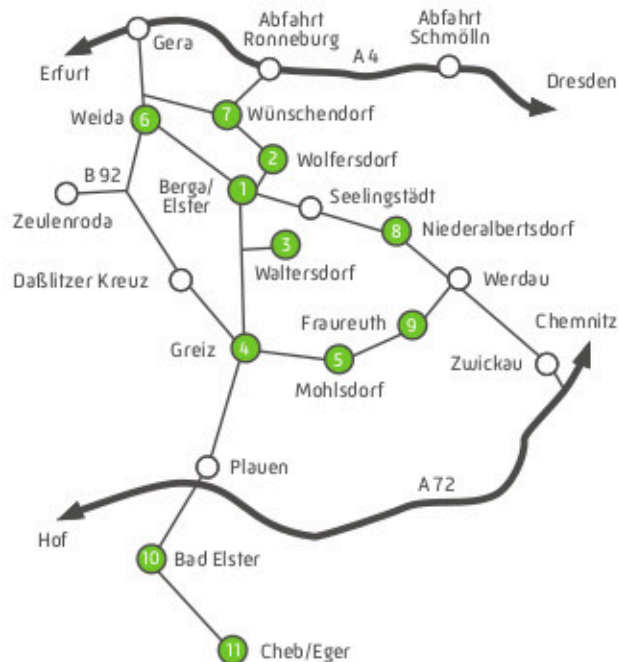 Abfahrt
Ronneburg
Abfahrt
Schmölln
Gera
A 4
Erfurt
Dresden
Weida
6
7
Wünschendorf
2
Wolfersdorf
B 92
Berga/
Elster
1
Seelingstädt
Zeulenroda
8
Niederalbertsdorf
3
Waltersdorf
Daßlitzer Kreuz
Werdau
Fraureuth
9
Chemnitz
Greiz
4
5
Mohlsdorf
Zwickau
Plauen
A 72
Hof
10
Bad Elster
11
Cheb/Eger